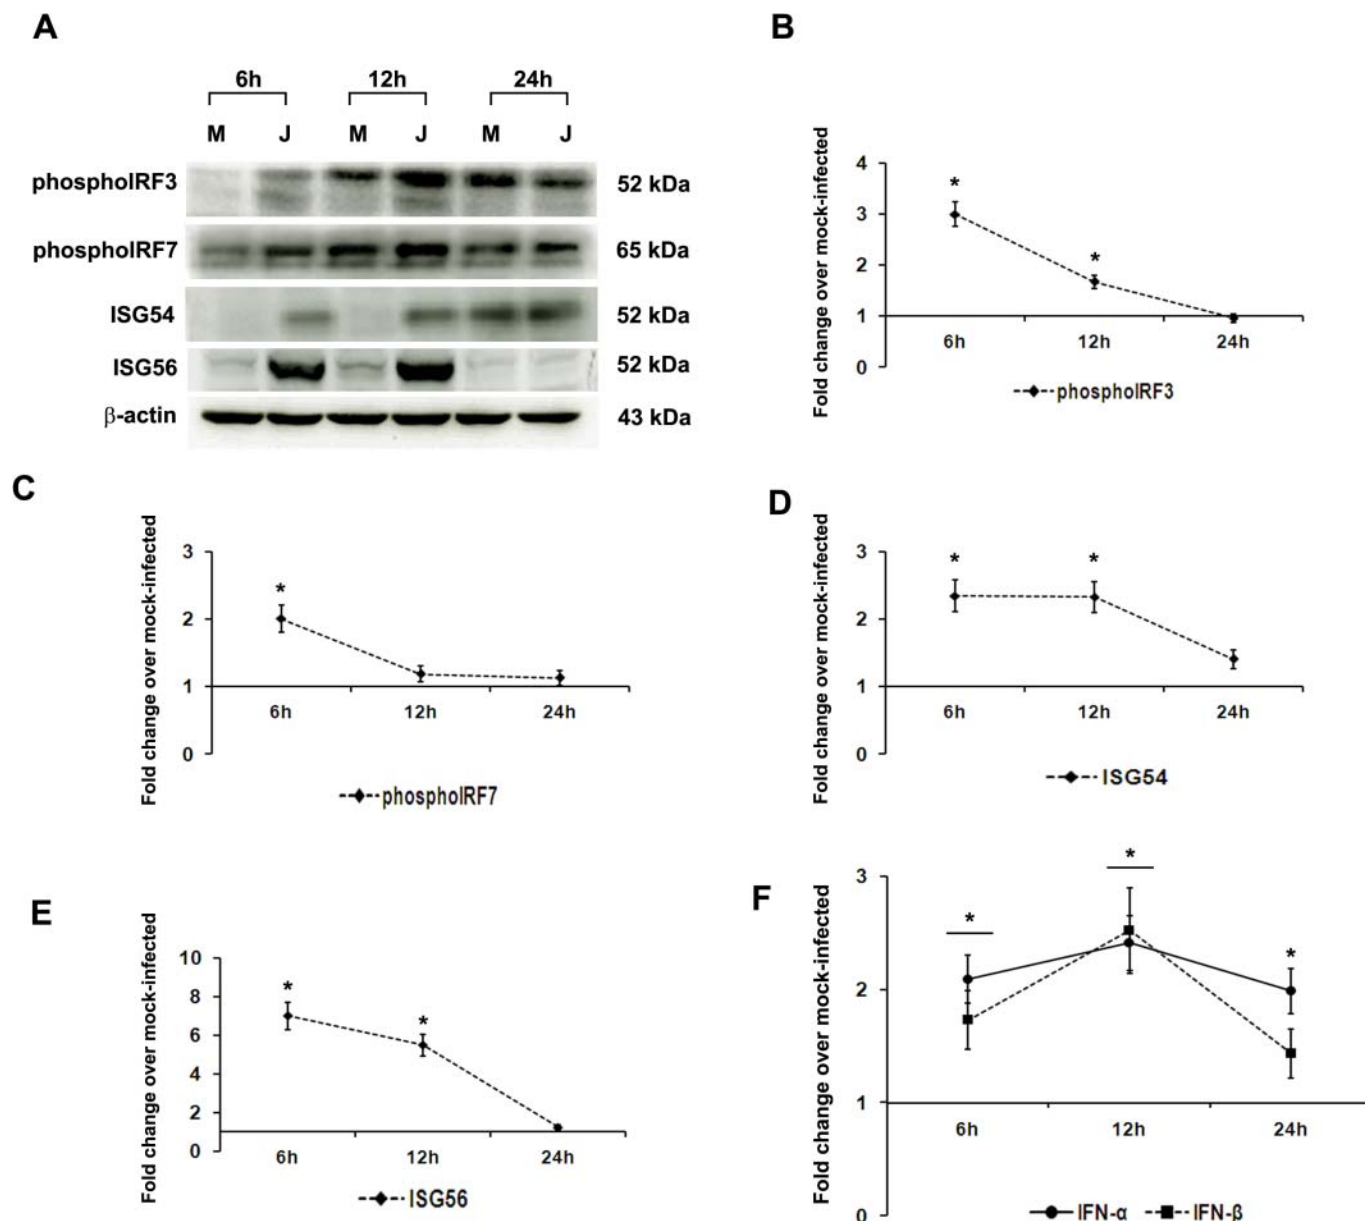 A
6h 12h 24h
M J M J M J
phosphoIRF3 52 kDa
phosphoIRF7 65 kDa
ISG54 52 kDa
ISG56 52 kDa
β-actin 43 kDa
B
Fold change over mock-infected
4
3
2
1
0
* *
6h 12h 24h
phosphoIRF3
C
Fold change over mock-infected
3
2
1
0
*
6h 12h 24h
phosphoIRF7
D
Fold change over mock-infected
3
2
1
0
* *
6h 12h 24h
ISG54
E
Fold change over mock-infected
10
8
6
4
2
0
* *
6h 12h 24h
ISG56
F
Fold change over mock-infected
3
2
1
0
* * *
6h 12h 24h
IFN-α IFN-β